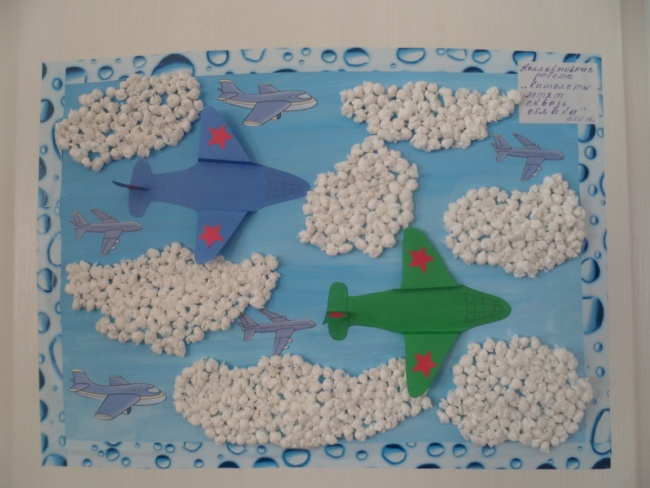 Коллективная
работа
„Самолеты
летят
сквозь
облака"